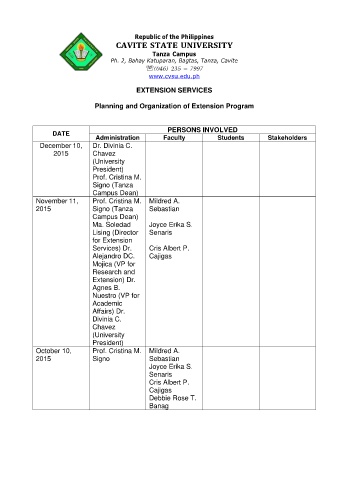 Republic of the Philippines
CAVITE STATE UNIVERSITY
Tanza Campus
Ph. 2, Bahay Katuparan, Bagtas, Tanza, Cavite
☏(046) 235 – 7997
www.cvsu.edu.ph
EXTENSION SERVICES
Planning and Organization of Extension Program
DATE
PERSONS INVOLVED
Administration Faculty Students Stakeholders
December 10,
2015
Dr. Divinia C.
Chavez
(University
President)
Prof. Cristina M.
Signo (Tanza
Campus Dean)
November 11,
2015
Prof. Cristina M.
Signo (Tanza
Campus Dean)
Ma. Soledad
Lising (Director
for Extension
Services) Dr.
Alejandro DC.
Mojica (VP for
Research and
Extension) Dr.
Agnes B.
Nuestro (VP for
Academic
Affairs) Dr.
Divinia C.
Chavez
(University
President)
Mildred A.
Sebastian
Joyce Erika S.
Senaris
Cris Albert P.
Cajigas
October 10,
2015
Prof. Cristina M.
Signo
Mildred A.
Sebastian
Joyce Erika S.
Senaris
Cris Albert P.
Cajigas
Debbie Rose T.
Banag